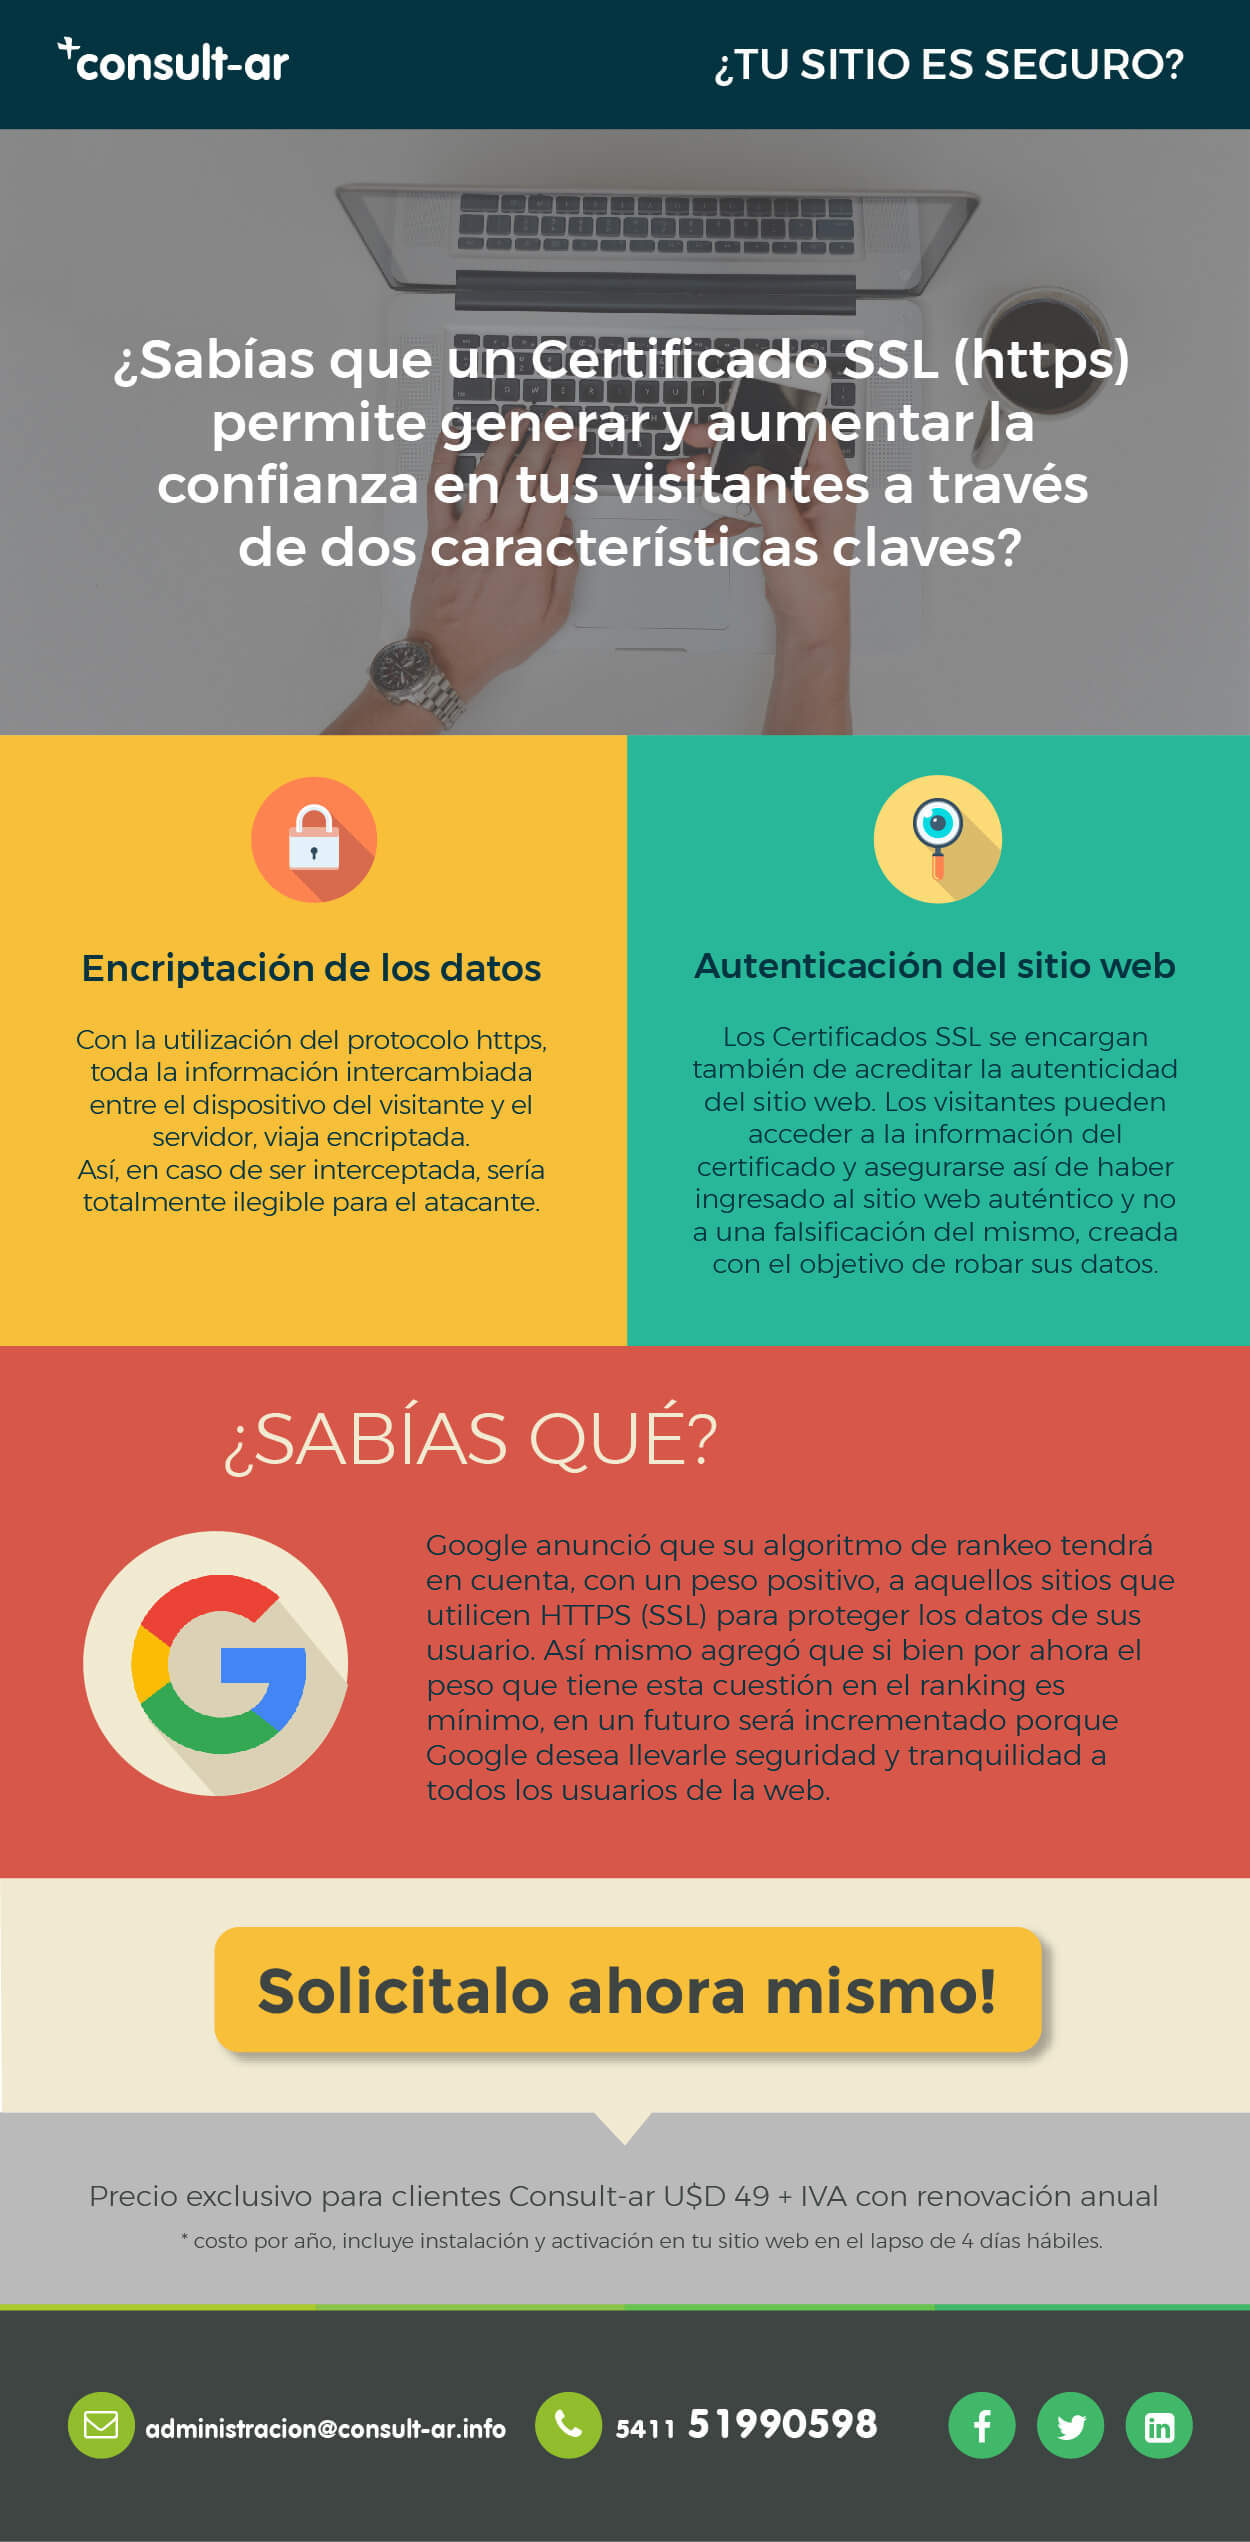 consult-ar
¿TU SITIO ES SEGURO?
¿Sabías que un Certificado SSL (https)
permite generar y aumentar la
confianza en tus visitantes a través
de dos características claves?
Encriptación de los datos
Con la utilización del protocolo https,
toda la información intercambiada
entre el dispositivo del visitante y el
servidor, viaja encriptada.
Así, en caso de ser interceptada, sería
totalmente ilegible para el atacante.
Autenticación del sitio web
Los Certificados SSL se encargan
también de acreditar la autenticidad
del sitio web. Los visitantes pueden
acceder a la información del
certificado y asegurarse así de haber
ingresado al sitio web auténtico y no
a una falsificación del mismo, creada
con el objetivo de robar sus datos.
¿SABÍAS QUÉ?
Google anunció que su algoritmo de rankeo tendrá
en cuenta, con un peso positivo, a aquellos sitios que
utilicen HTTPS (SSL) para proteger los datos de sus
usuario. Así mismo agregó que si bien por ahora el
peso que tiene esta cuestión en el ranking es
mínimo, en un futuro será incrementado porque
Google desea llevarle seguridad y tranquilidad a
todos los usuarios de la web.
Solicitalo ahora mismo!
Precio exclusivo para clientes Consult-ar U$D 49 + IVA con renovación anual
* costo por año, incluye instalación y activación en tu sitio web en el lapso de 4 días hábiles.
administracion@consult-ar.info
5411 51990598